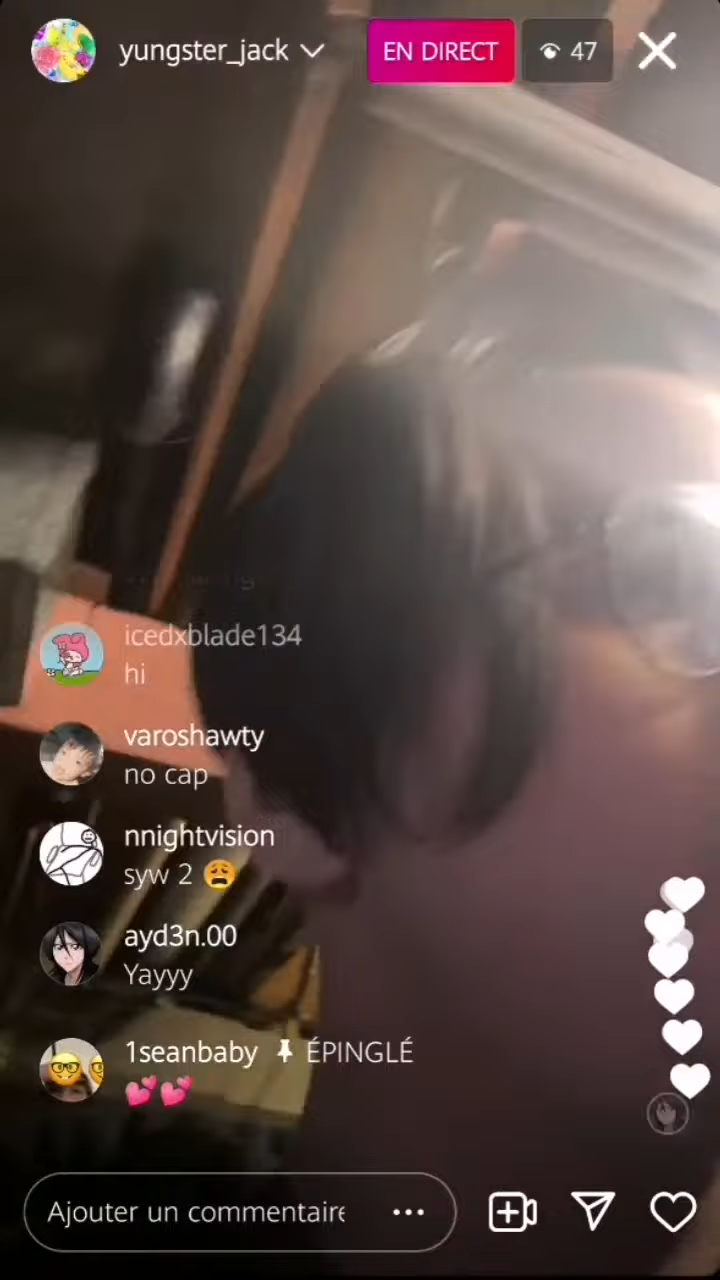 yungster_jack
EN DIRECT
47
icedxblade134
hi
varoshawty
no cap
nnightvision
syw 2 😩
ayd3n.00
Yayyy
1seanbaby 📌 ÉPINGLÉ
💕💕
Ajouter un commentaire